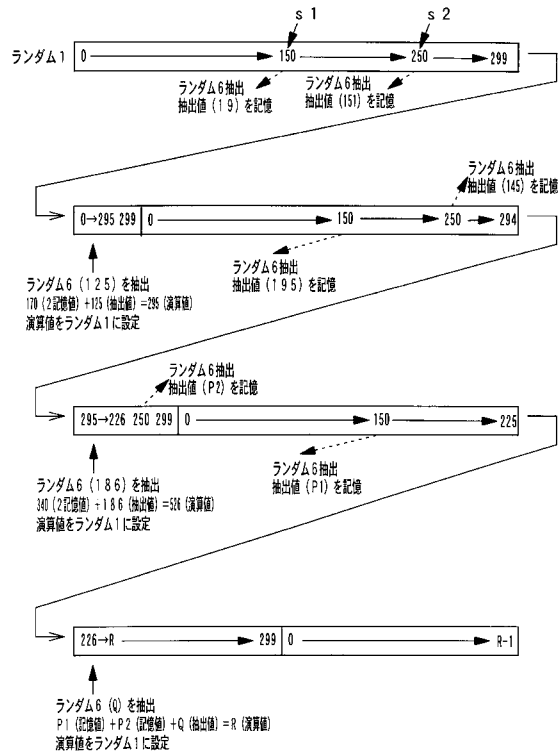 s 1 s 2
ランダム1 0 150 250 299
ランダム6抽出 ランダム6抽出
抽出値（19）を記憶 抽出値（151）を記憶
ランダム6抽出
抽出値（145）を記憶
0→295 299 0 150 250 294
ランダム6抽出
抽出値（195）を記憶
ランダム6（125）を抽出
170（2記憶値）+125（抽出値）=295（演算値）
演算値をランダム1に設定
ランダム6抽出
抽出値（P2）を記憶
295→226 250 299 0 150 225
ランダム6抽出
抽出値（P1）を記憶
ランダム6（186）を抽出
340（2記憶値）+186（抽出値）=526（演算値）
演算値をランダム1に設定
226→R 299 0 R-1
ランダム6（Q）を抽出
P1（記憶値）+P2（記憶値）+Q（抽出値）=R（演算値）
演算値をランダム1に設定